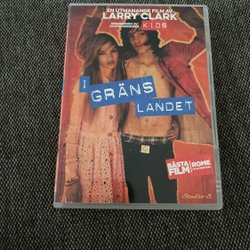 EN UTMANANDE FILM AV
LARRY CLARK
KIDS
I
GRÄNS
LANDET
BÄSTA
FILM
ROME
Studio S